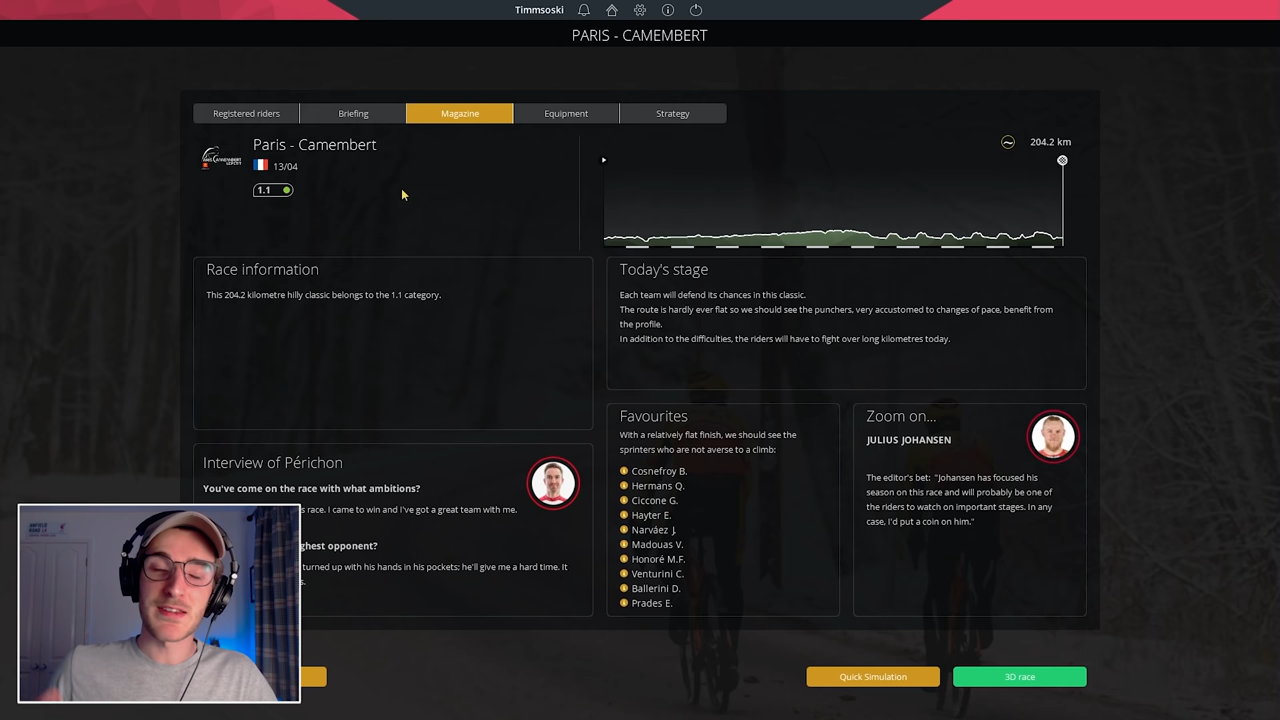 Timmsoski
PARIS - CAMEMBERT
Registered riders
Briefing
Magazine
Equipment
Strategy
Paris - Camembert
13/04
1.1
204.2 km
Race information
This 204.2 kilometre hilly classic belongs to the 1.1 category.
Today's stage
Each team will defend its chances in this classic.
The route is hardly ever flat so we should see the punchers, very accustomed to changes of pace, benefit from
the profile.
In addition to the difficulties, the riders will have to fight over long kilometres today.
Interview of Périchon
You've come on the race with what ambitions?
s race. I came to win and I've got a great team with me.
ghest opponent?
turned up with his hands in his pockets; he'll give me a hard time. It
s.
Favourites
With a relatively flat finish, we should see the
sprinters who are not averse to a climb:
Cosnefroy B.
Hermans Q.
Ciccone G.
Hayter E.
Narváez J.
Madouas V.
Honoré M.F.
Venturini C.
Ballerini D.
Prades E.
Zoom on...
JULIUS JOHANSEN
The editor's bet: "Johansen has focused his
season on this race and will probably be one of
the riders to watch on important stages. In any
case, I'd put a coin on him."
Quick Simulation
3D race